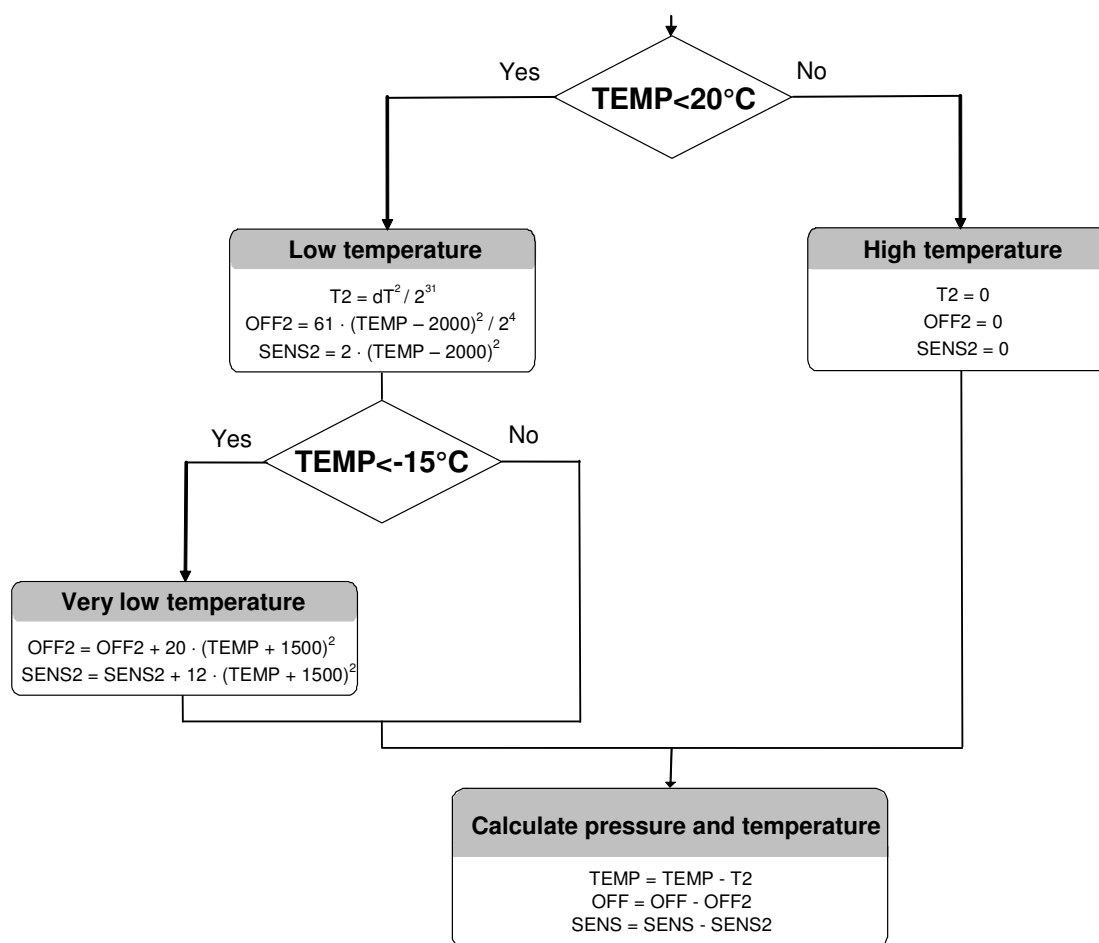 Yes
No
TEMP<20°C
Low temperature
T2 = dT² / 2³¹
OFF2 = 61 · (TEMP – 2000)² / 2⁴
SENS2 = 2 · (TEMP – 2000)²
High temperature
T2 = 0
OFF2 = 0
SENS2 = 0
Yes
No
TEMP<-15°C
Very low temperature
OFF2 = OFF2 + 20 · (TEMP + 1500)²
SENS2 = SENS2 + 12 · (TEMP + 1500)²
Calculate pressure and temperature
TEMP = TEMP - T2
OFF = OFF - OFF2
SENS = SENS - SENS2